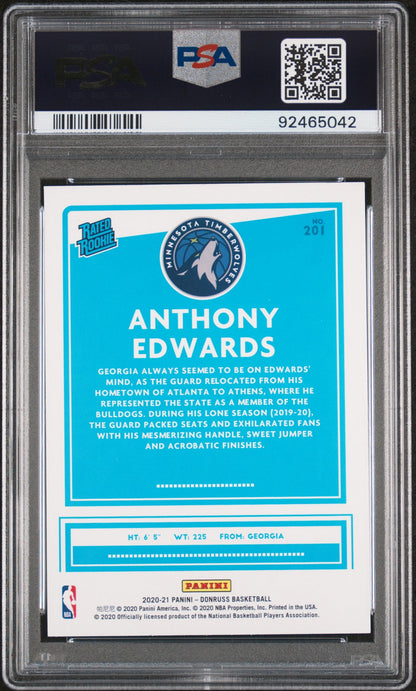 PSA
PSA
92465042
RATED
ROOKIE
MINNESOTA TIMBERWOLVES
NO.
201
ANTHONY
EDWARDS
GEORGIA ALWAYS SEEMED TO BE ON EDWARDS'
MIND, AS THE GUARD RELOCATED FROM HIS
HOMETOWN OF ATLANTA TO ATHENS, WHERE HE
REPRESENTED THE STATE AS A MEMBER OF THE
BULLDOGS. DURING HIS LONE SEASON (2019-20),
THE GUARD PACKED SEATS AND EXHILARATED FANS
WITH HIS MESMERIZING HANDLE, SWEET JUMPER
AND ACROBATIC FINISHES.
HT: 6' 5" WT: 225 FROM: GEORGIA
NBA
PANINI
2020-21 PANINI – DONRUSS BASKETBALL
帕尼尼 © 2020 Panini America, Inc. © 2020 NBA Properties, Inc. Printed in the USA.
© 2020 Officially licensed product of the National Basketball Players Association.